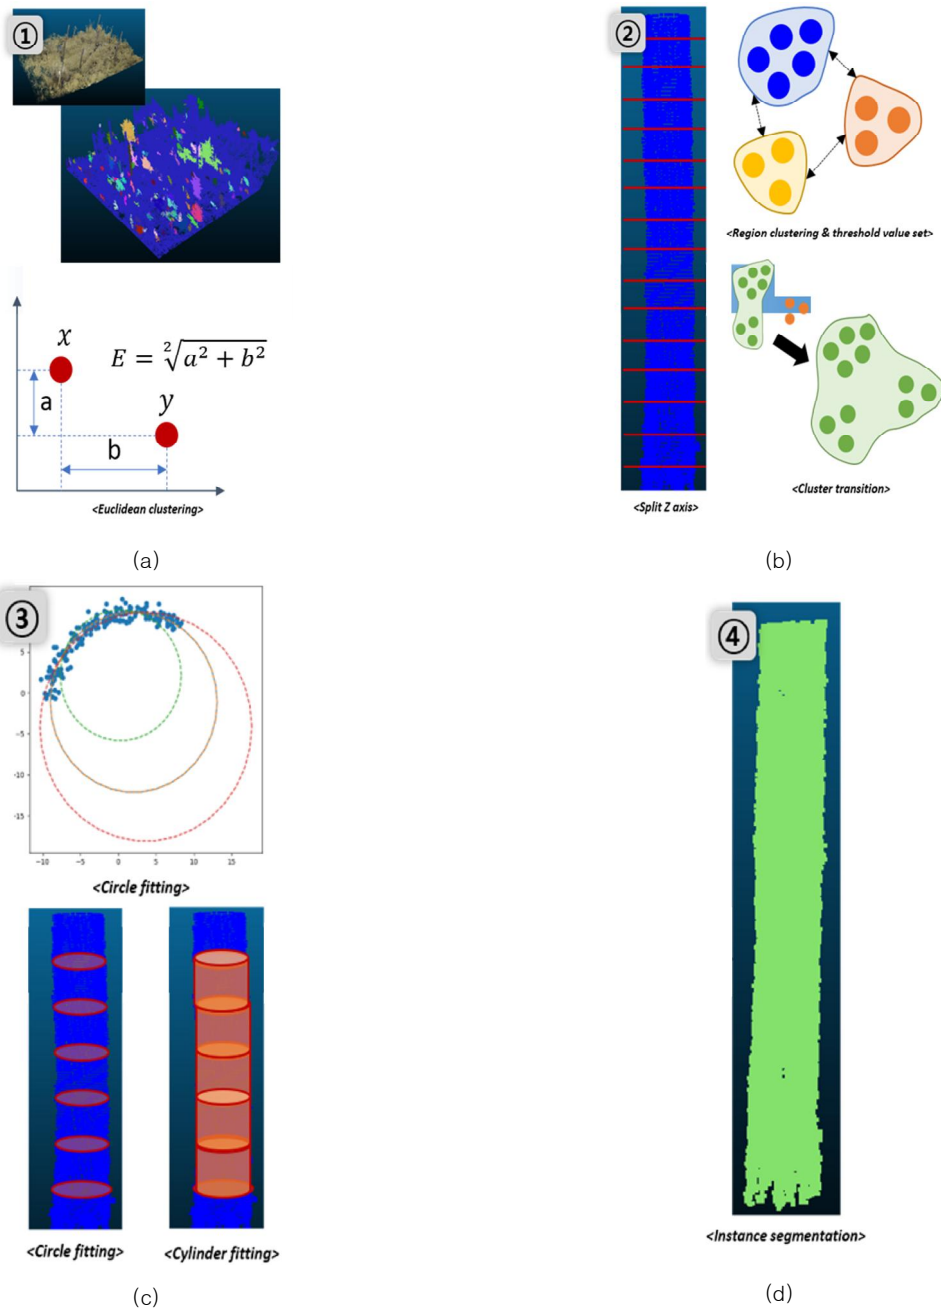 ①
x
E = \sqrt[2]{a² + b²}
a
y
b
<Euclidean clustering>
(a)
②
<Region clustering & threshold value set>
<Split Z axis>
<Cluster transition>
(b)
③
5
0
-5
-10
-15
-10 -5 0 5 10 15
<Circle fitting>
<Circle fitting>
<Cylinder fitting>
(c)
④
<Instance segmentation>
(d)